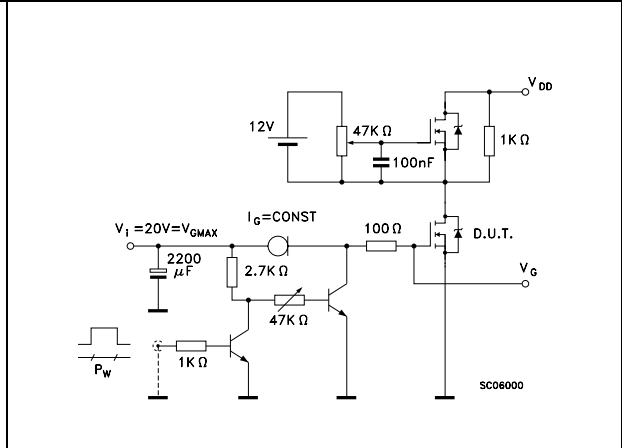 V DD
12V
47K Ω
1K Ω
100nF
I G =CONST
100 Ω
D.U.T.
V i =20V=V GMAX
2200
μF
2.7K Ω
V G
47K Ω
1K Ω
P W
SC06000